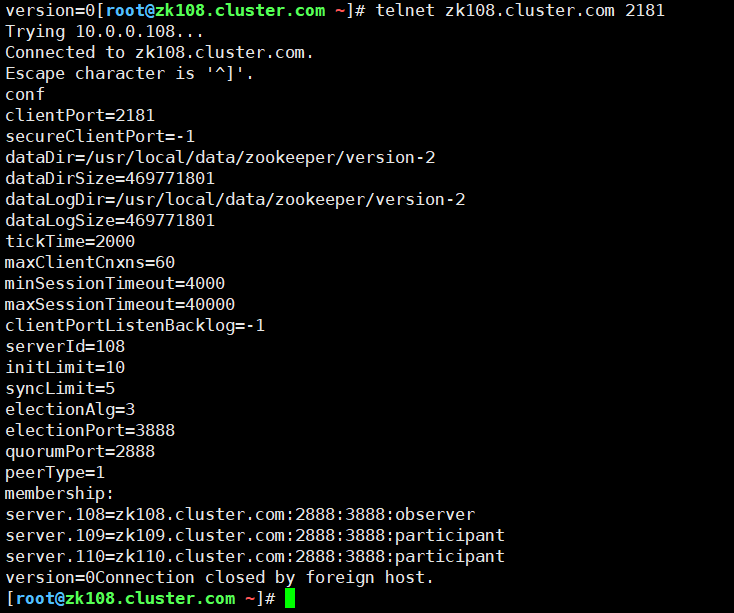 version=0[root@zk108.cluster.com ~]# telnet zk108.cluster.com 2181
Trying 10.0.0.108...
Connected to zk108.cluster.com.
Escape character is '^]'.
conf
clientPort=2181
secureClientPort=-1
dataDir=/usr/local/data/zookeeper/version-2
dataDirSize=469771801
dataLogDir=/usr/local/data/zookeeper/version-2
dataLogSize=469771801
tickTime=2000
maxClientCnxns=60
minSessionTimeout=4000
maxSessionTimeout=40000
clientPortListenBacklog=-1
serverId=108
initLimit=10
syncLimit=5
electionAlg=3
electionPort=3888
quorumPort=2888
peerType=1
membership:
server.108=zk108.cluster.com:2888:3888:observer
server.109=zk109.cluster.com:2888:3888:participant
server.110=zk110.cluster.com:2888:3888:participant
version=0Connection closed by foreign host.
[root@zk108.cluster.com ~]#